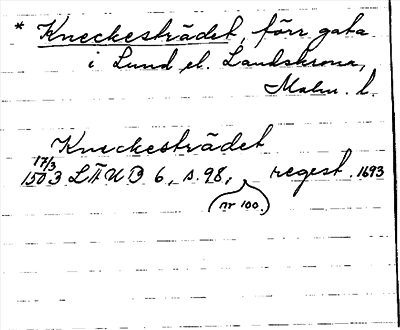 * Kneckesträdet, förr gata
i Lund el. Landskrona,
Malm. l.
Kneckesträdet
17/3
1503 LÄUB 6, s. 98, regest. 1693
(nr 100.)